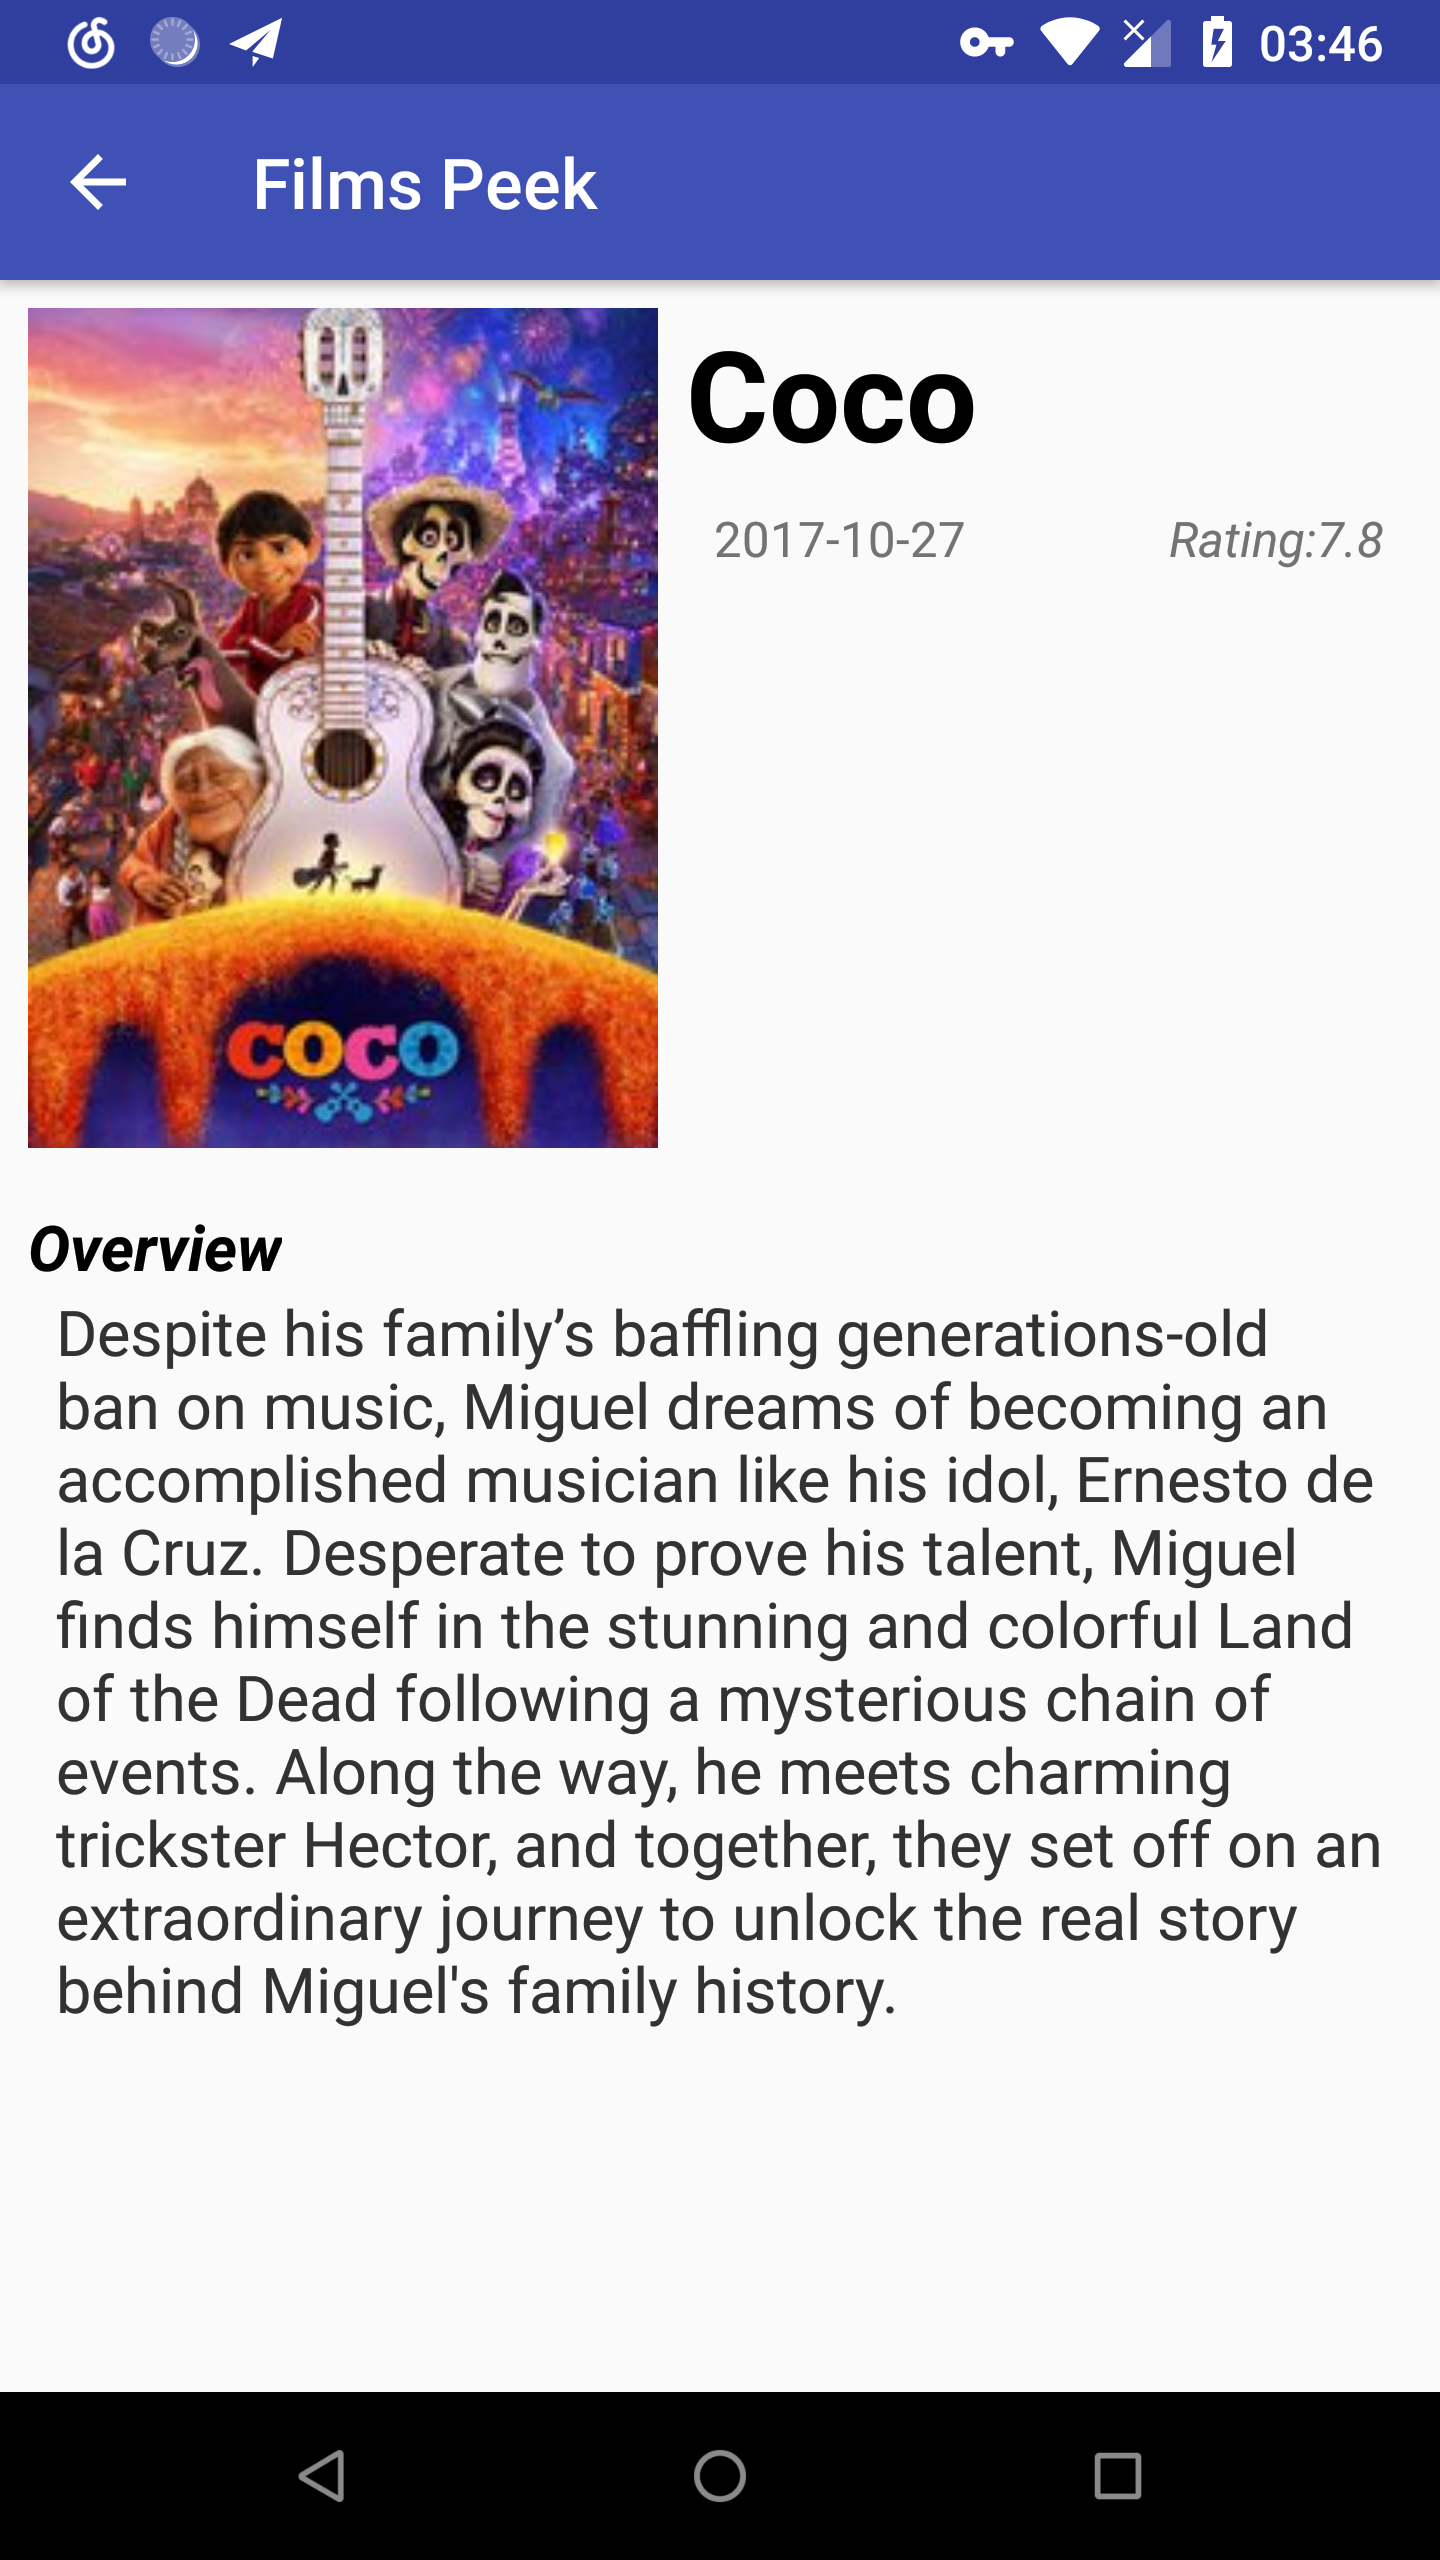 03:46
Films Peek
Coco
2017-10-27 Rating:7.8
COCO
Overview
Despite his family’s baffling generations-old
ban on music, Miguel dreams of becoming an
accomplished musician like his idol, Ernesto de
la Cruz. Desperate to prove his talent, Miguel
finds himself in the stunning and colorful Land
of the Dead following a mysterious chain of
events. Along the way, he meets charming
trickster Hector, and together, they set off on an
extraordinary journey to unlock the real story
behind Miguel's family history.